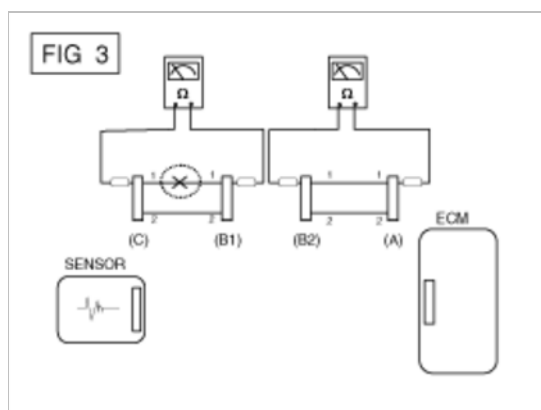 FIG 3
Ω Ω
1 1 1 1
2 2 2 2
(C) (B1) (B2) (A)
ECM
SENSOR